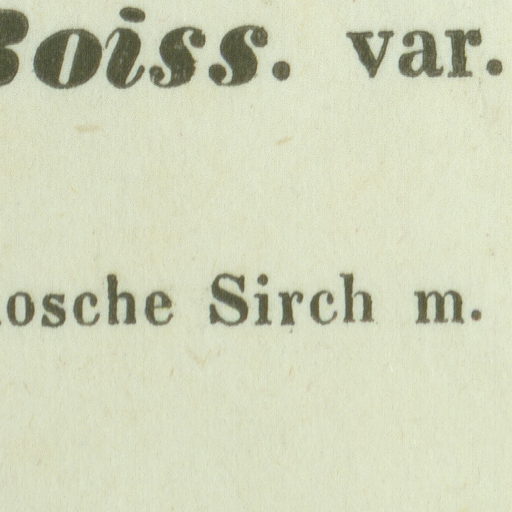 Boiss. var.
osche Sirch m.